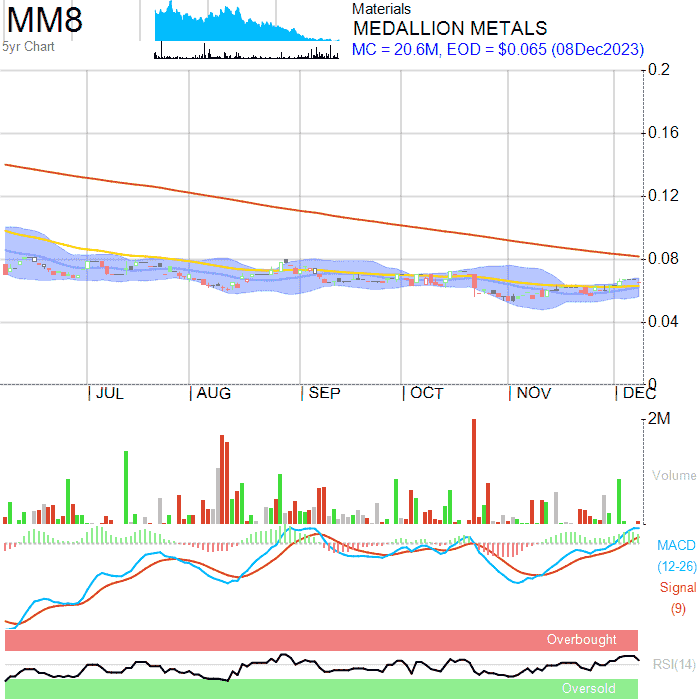 MM8
5yr Chart
Materials
MEDALLION METALS
MC = 20.6M, EOD = $0.065 (08Dec2023)
0.2
0.16
0.12
0.08
0.04
0
JUL AUG SEP OCT NOV DEC
2M
Volume
MACD
(12-26)
Signal
(9)
Overbought
RSI(14)
Oversold